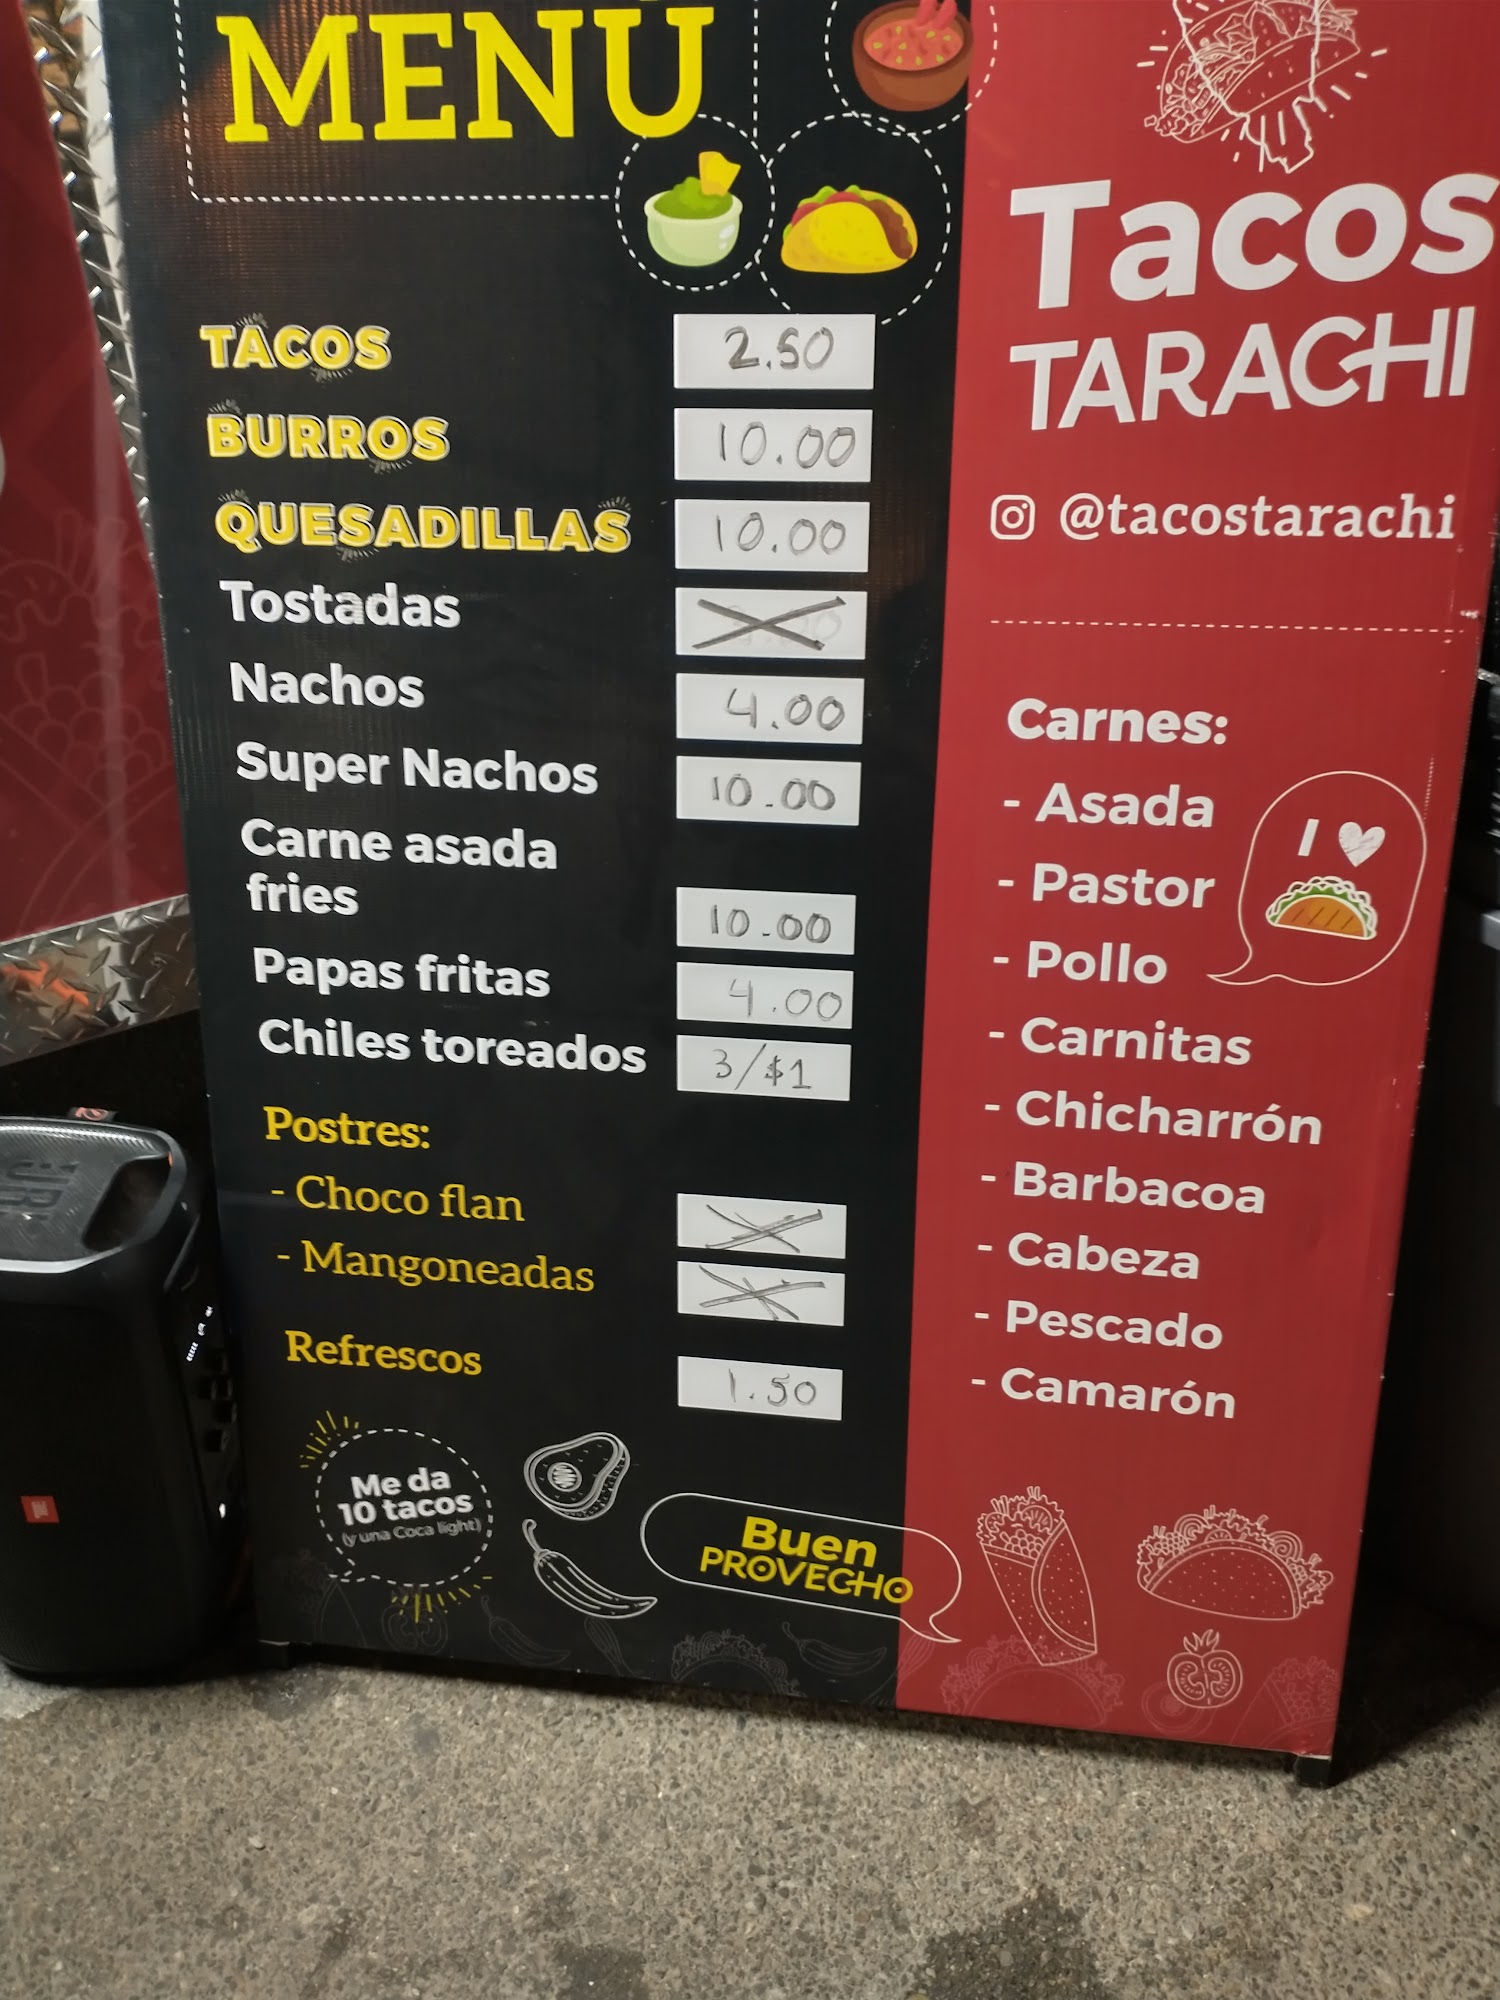 MENÚ
TACOS 2.50
BURROS 10.00
QUESADILLAS 10.00
Tostadas
Nachos 4.00
Super Nachos 10.00
Carne asada
fries 10.00
Papas fritas 4.00
Chiles toreados 3/$1
Postres:
- Choco flan
- Mangoneadas
Refrescos 1.50
Me da
10 tacos
(y una Coca light)
Buen
PROVECHO
Tacos
TARACHI
@tacostarachi
Carnes:
- Asada
- Pastor
- Pollo
- Carnitas
- Chicharrón
- Barbacoa
- Cabeza
- Pescado
- Camarón
I
JBL
JBL